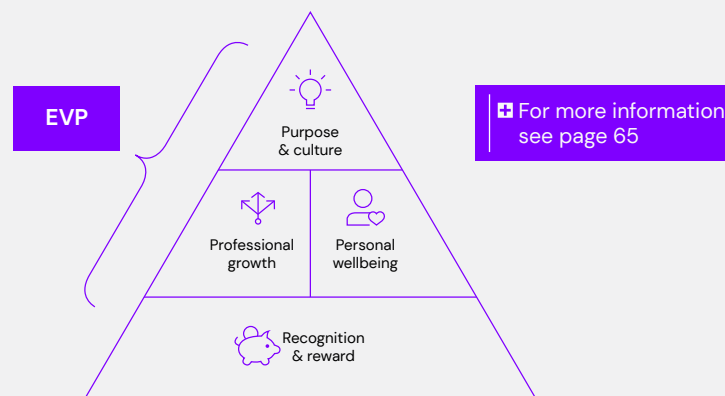 EVP
For more information
see page 65
Purpose
& culture
Professional
growth
Personal
wellbeing
Recognition
& reward